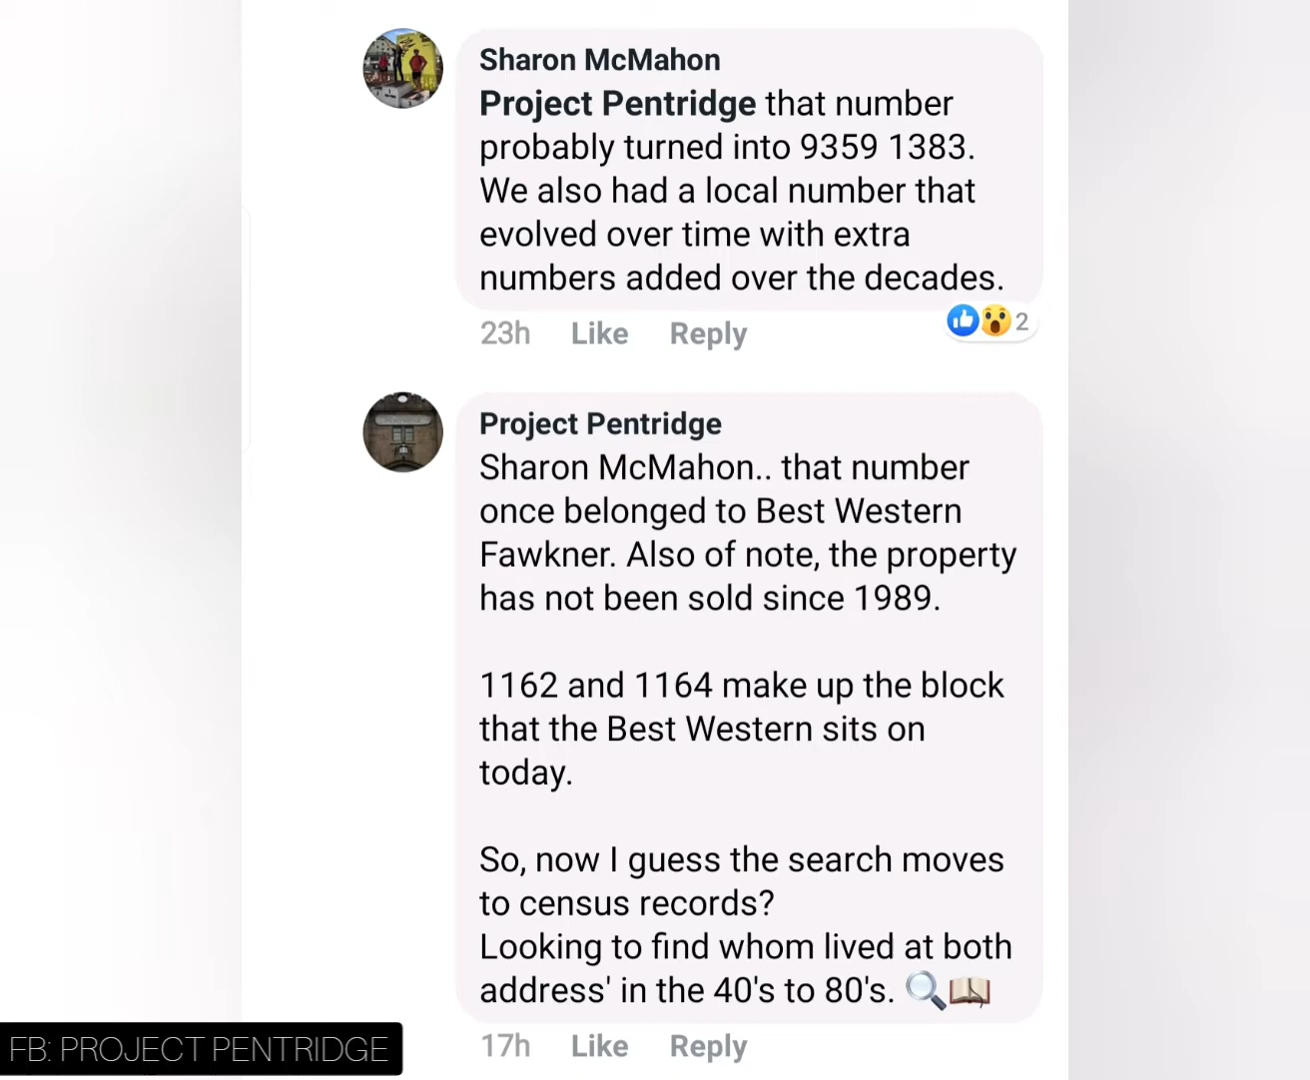 Sharon McMahon
Project Pentridge that number
probably turned into 9359 1383.
We also had a local number that
evolved over time with extra
numbers added over the decades.
23h Like Reply 2
Project Pentridge
Sharon McMahon.. that number
once belonged to Best Western
Fawkner. Also of note, the property
has not been sold since 1989.
1162 and 1164 make up the block
that the Best Western sits on
today.
So, now I guess the search moves
to census records?
Looking to find whom lived at both
address' in the 40's to 80's. 🔍📖
17h Like Reply
FB: PROJECT PENTRIDGE